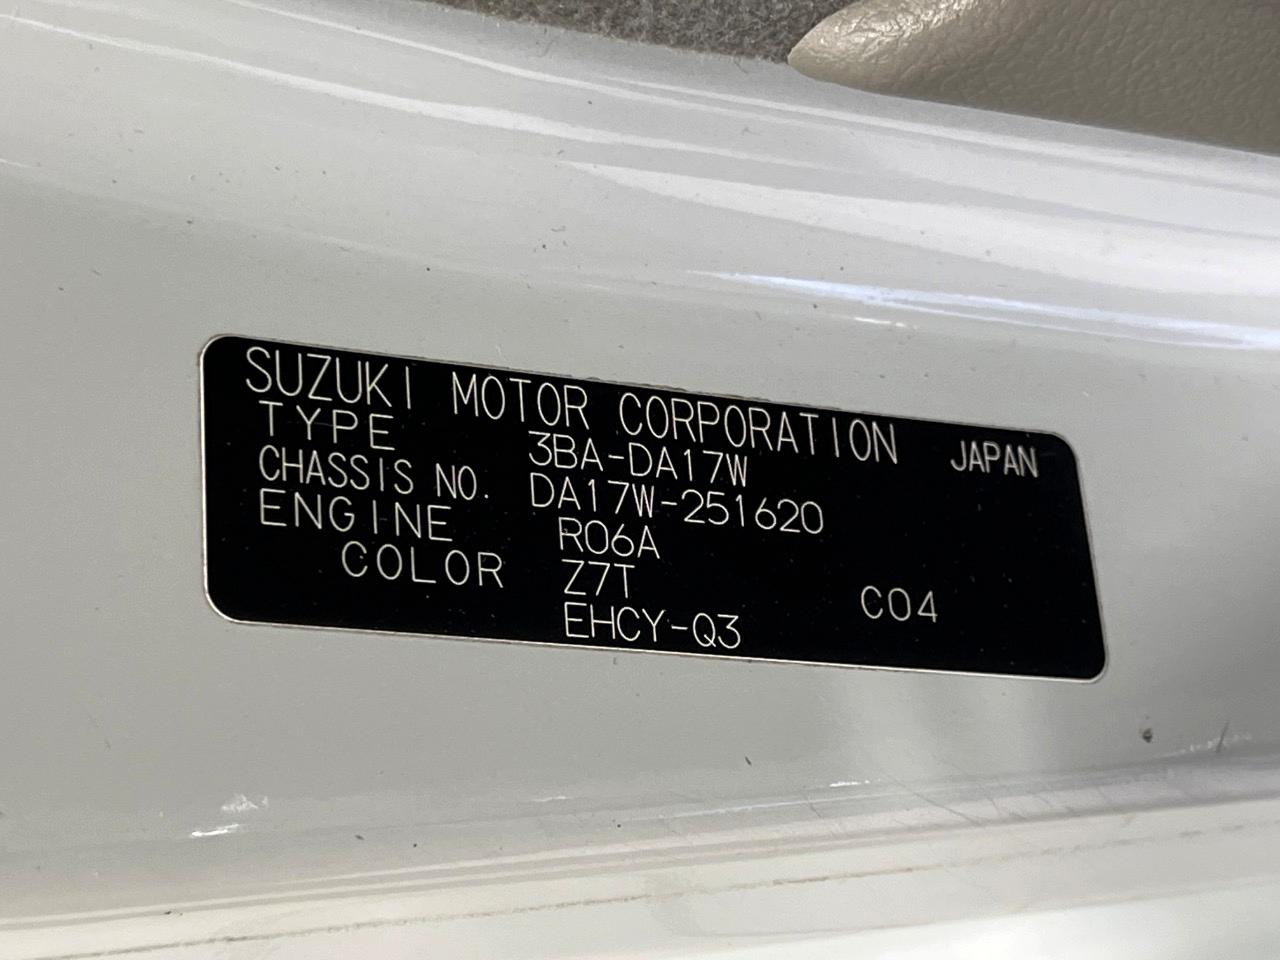 SUZUKI MOTOR CORPORATION JAPAN
TYPE 3BA-DA17W
CHASSIS NO. DA17W-251620
ENGINE R06A
COLOR Z7T C04
EHCY-Q3